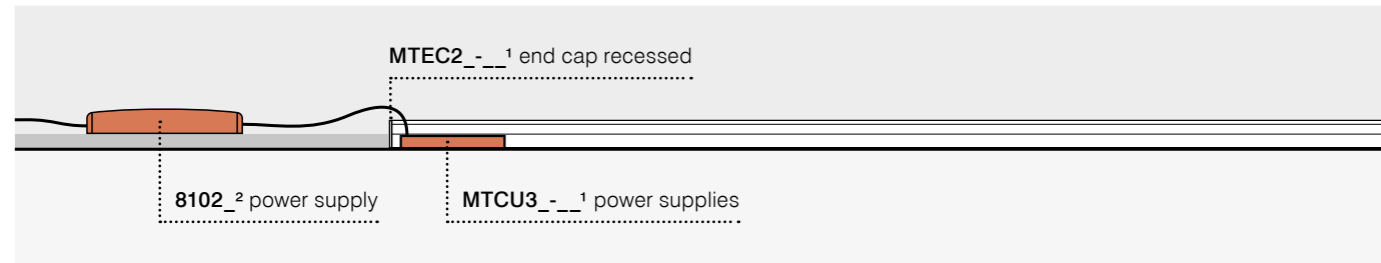 MTEC2_-__¹ end cap recessed
8102_² power supply
MTCU3_-__¹ power supplies